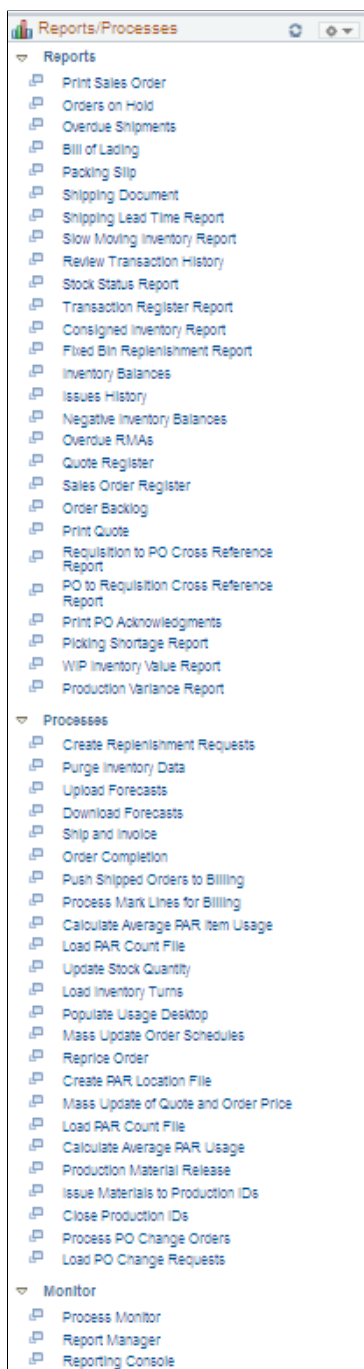 Reports/Processes
Reports
Print Sales Order
Orders on Hold
Overdue Shipments
Bill of Lading
Packing Slip
Shipping Document
Shipping Lead Time Report
Slow Moving Inventory Report
Review Transaction History
Stock Status Report
Transaction Register Report
Consigned Inventory Report
Fixed Bin Replenishment Report
Inventory Balances
Issues History
Negative Inventory Balances
Overdue RMAs
Quote Register
Sales Order Register
Order Backlog
Print Quote
Requisition to PO Cross Reference
Report
PO to Requisition Cross Reference
Report
Print PO Acknowledgments
Picking Shortage Report
WIP Inventory Value Report
Production Variance Report
Processes
Create Replenishment Requests
Purge Inventory Data
Upload Forecasts
Download Forecasts
Ship and Invoice
Order Completion
Push Shipped Orders to Billing
Process Mark Lines for Billing
Calculate Average PAR Item Usage
Load PAR Count File
Update Stock Quantity
Load Inventory Turns
Populate Usage Desktop
Mass Update Order Schedules
Reprice Order
Create PAR Location File
Mass Update of Quote and Order Price
Load PAR Count File
Calculate Average PAR Usage
Production Material Release
Issue Materials to Production IDs
Close Production IDs
Process PO Change Orders
Load PO Change Requests
Monitor
Process Monitor
Report Manager
Reporting Console